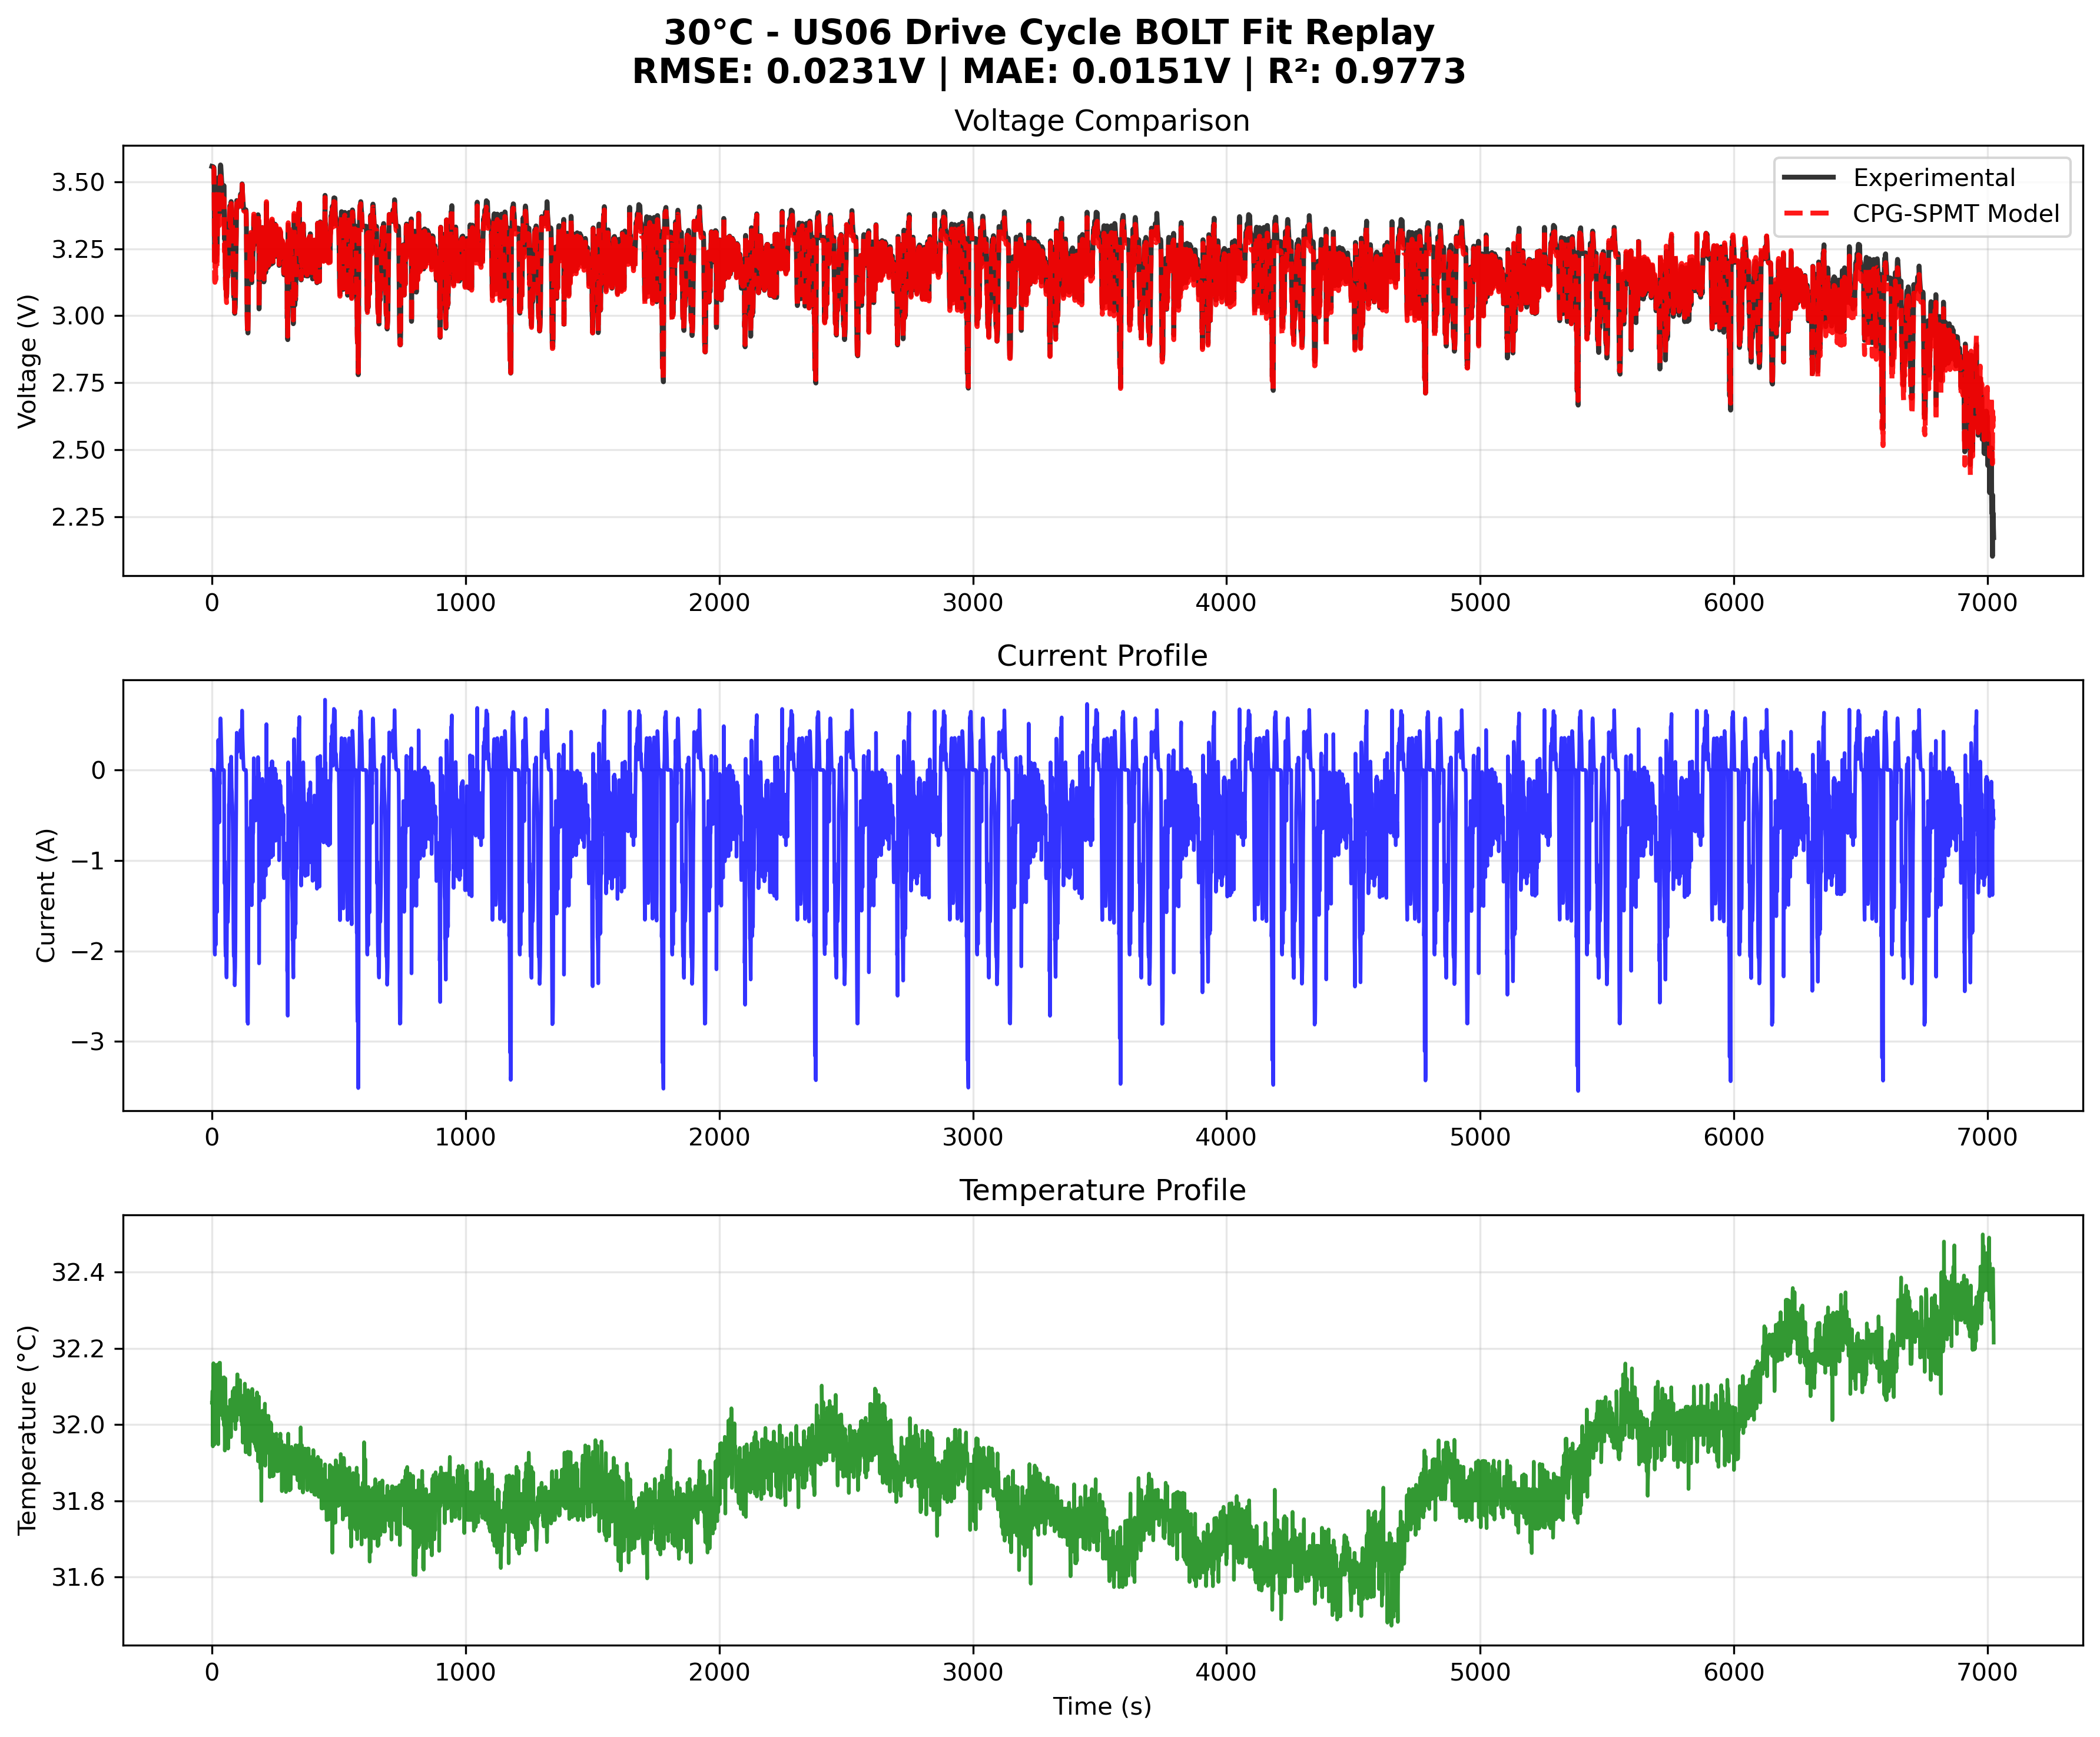 30°C - US06 Drive Cycle BOLT Fit Replay
RMSE: 0.0231V | MAE: 0.0151V | R²: 0.9773
Voltage Comparison
Voltage (V)
3.50
3.25
3.00
2.75
2.50
2.25
Experimental
CPG-SPMT Model
0 1000 2000 3000 4000 5000 6000 7000
Current Profile
Current (A)
0
−1
−2
−3
0 1000 2000 3000 4000 5000 6000 7000
Temperature Profile
Temperature (°C)
32.4
32.2
32.0
31.8
31.6
0 1000 2000 3000 4000 5000 6000 7000
Time (s)